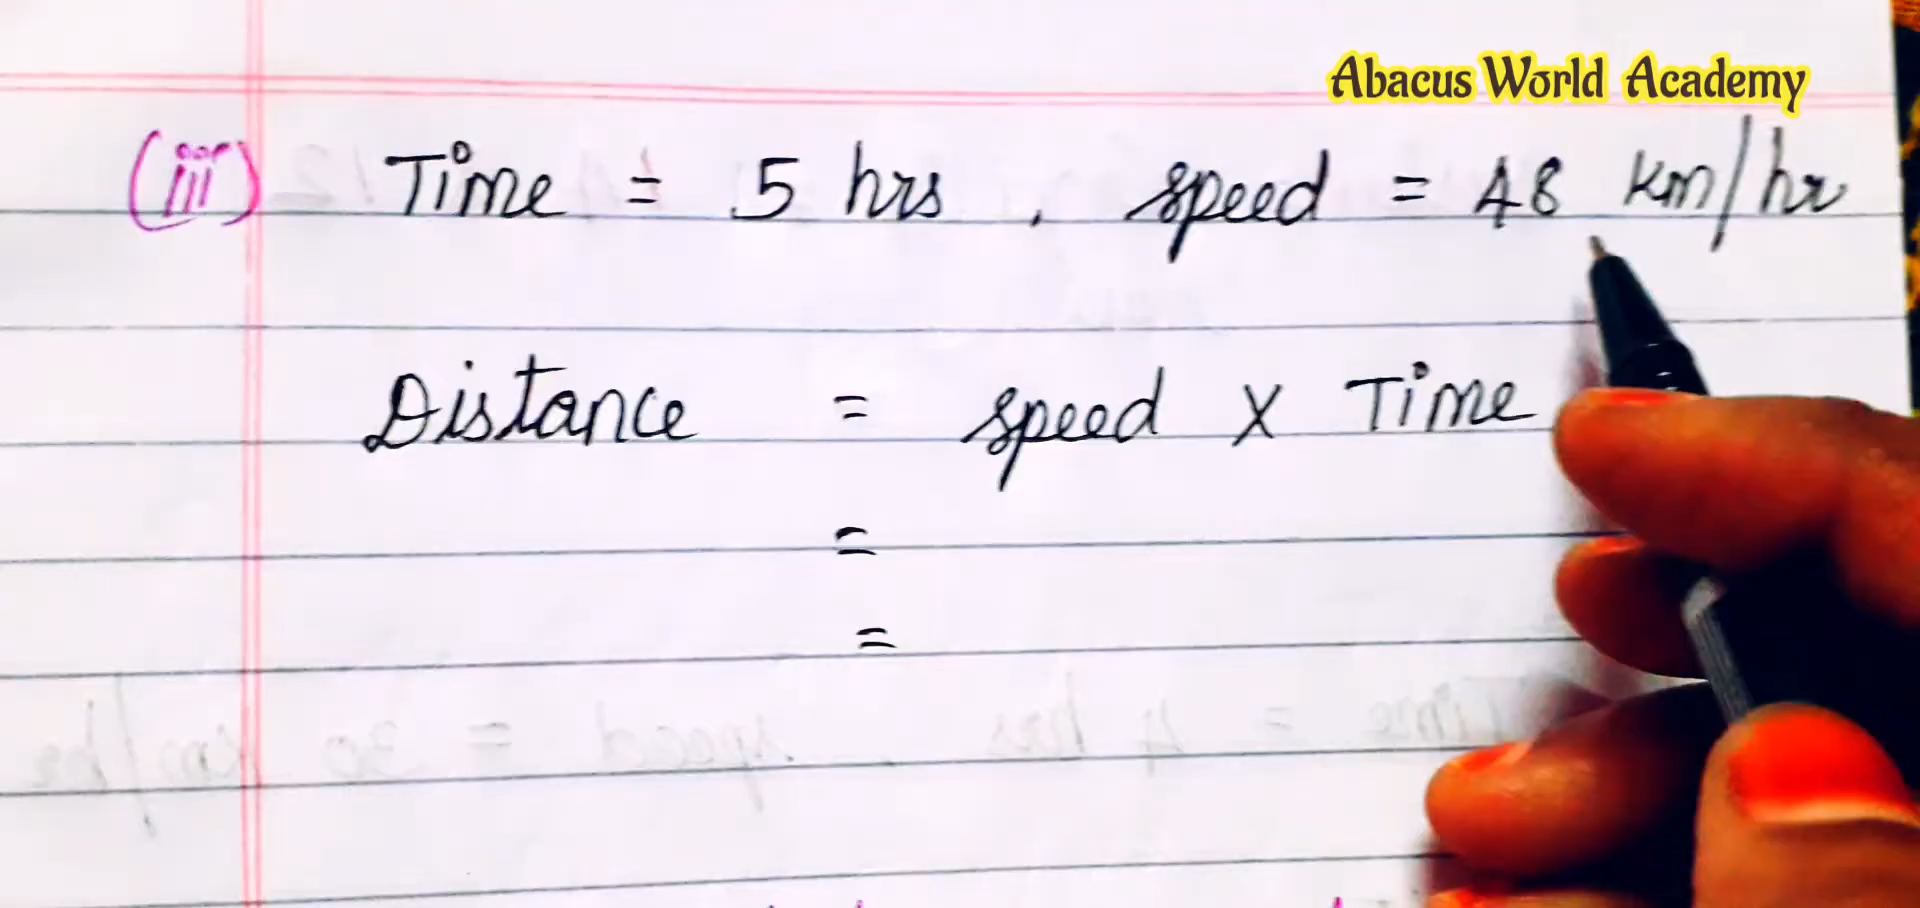 Abacus World Academy
(iii) Time = 5 hrs , speed = 48 km/hr
Distance = speed X Time
=
=